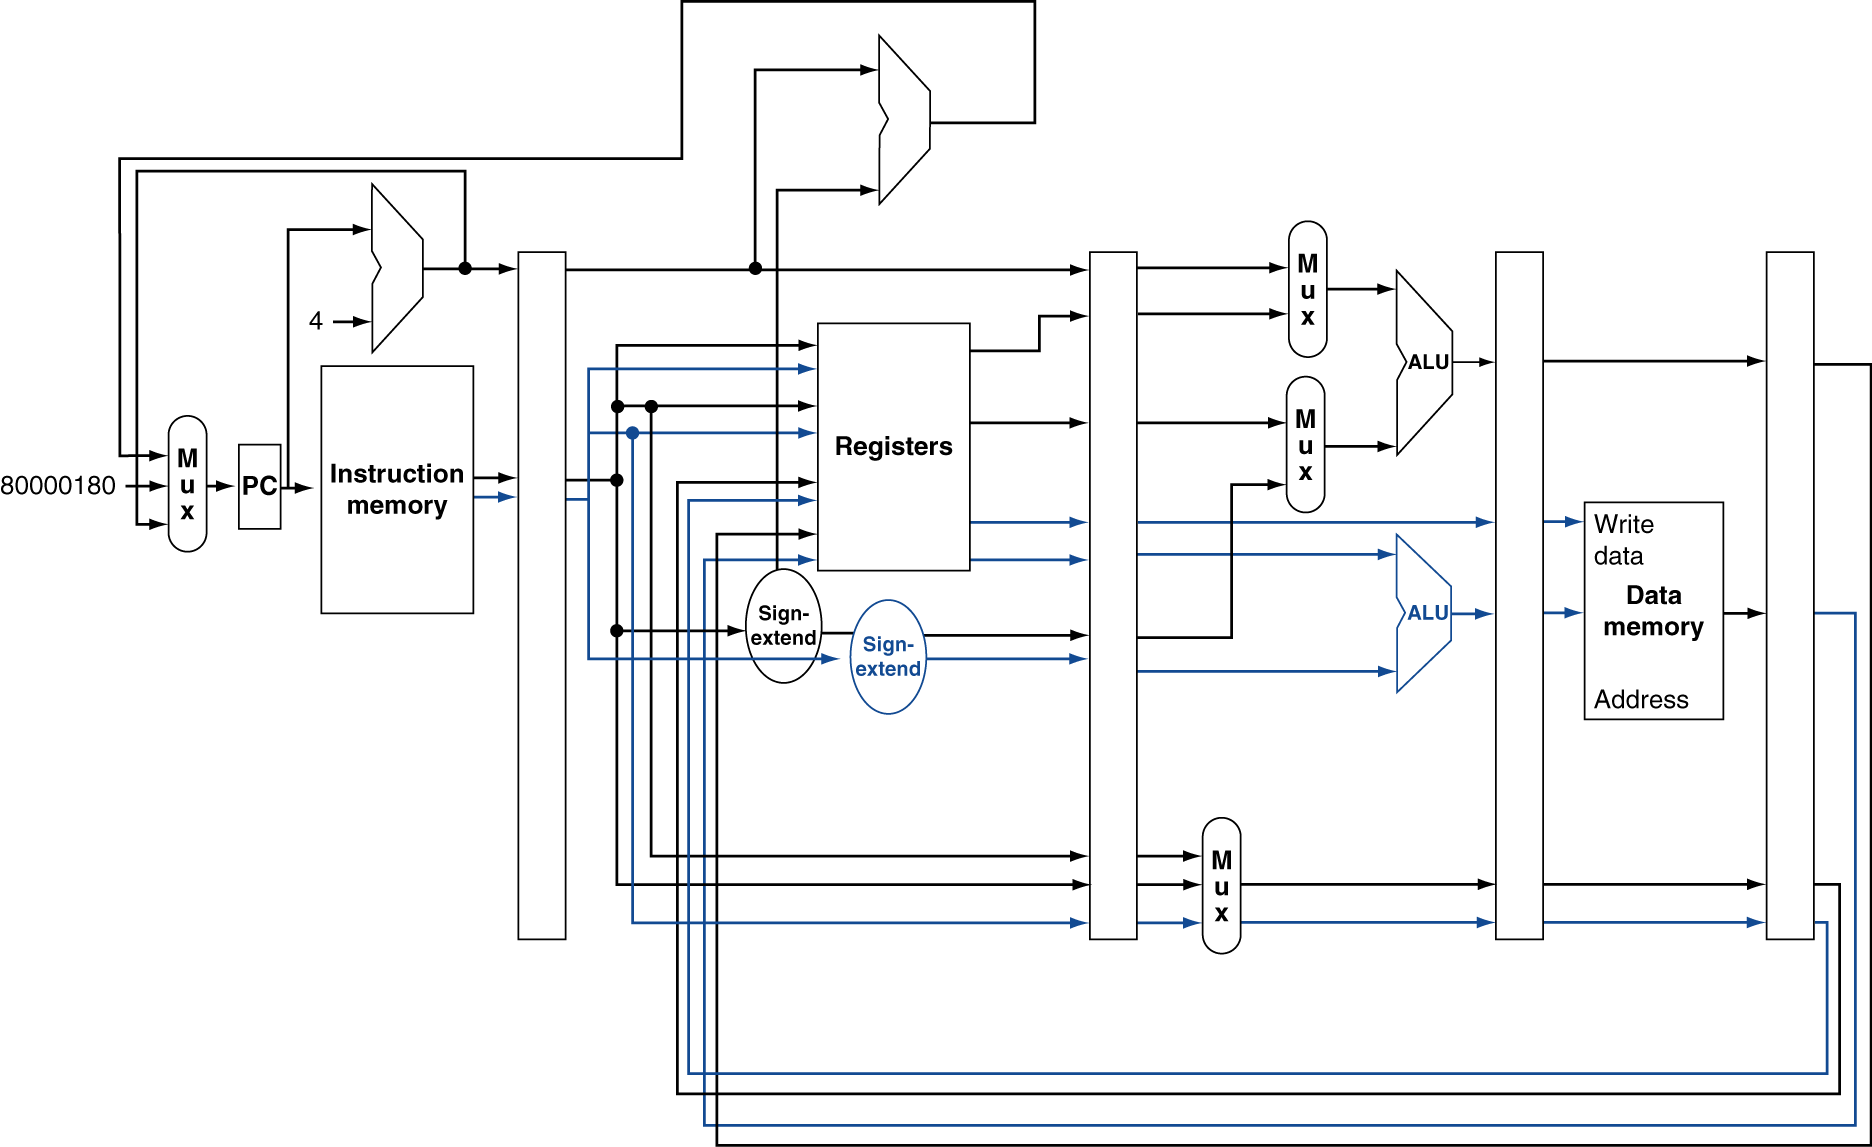 4
M
u
x
80000180
PC
Instruction
memory
Registers
Sign-
extend
Sign-
extend
M
u
x
M
u
x
ALU
ALU
M
u
x
Write
data
Data
memory
Address